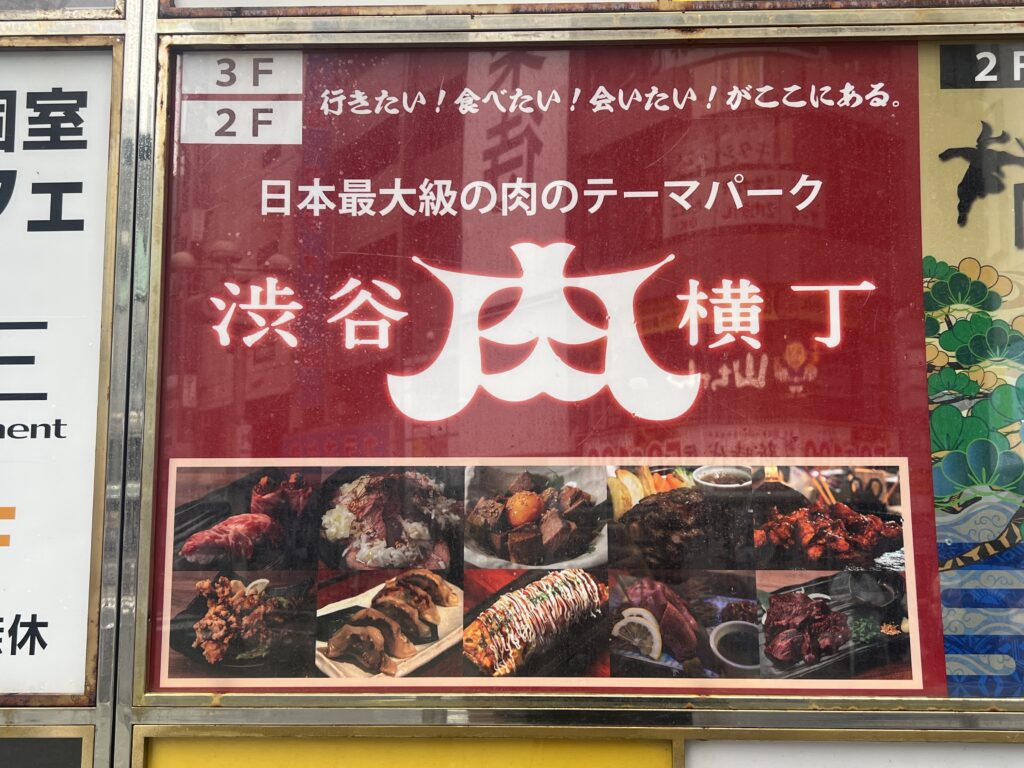 3F
2F
行きたい！食べたい！会いたい！がここにある。
日本最大級の肉のテーマパーク
渋谷肉横丁
室
フェ
ment
休
2F